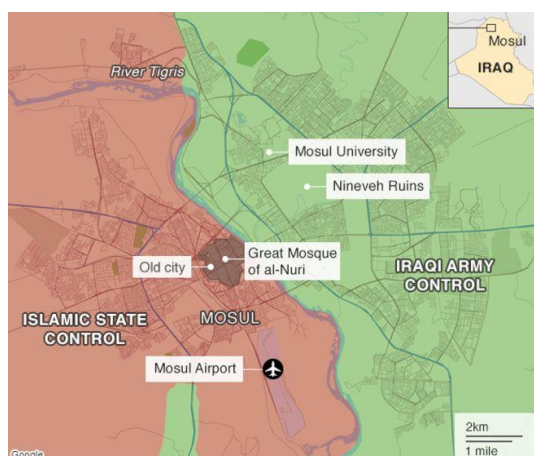 Mosul
IRAQ
River Tigris
Mosul University
Nineveh Ruins
Great Mosque
of al-Nuri
Old city
IRAQI ARMY
CONTROL
ISLAMIC STATE
CONTROL
MOSUL
Mosul Airport
2km
1 mile
Google